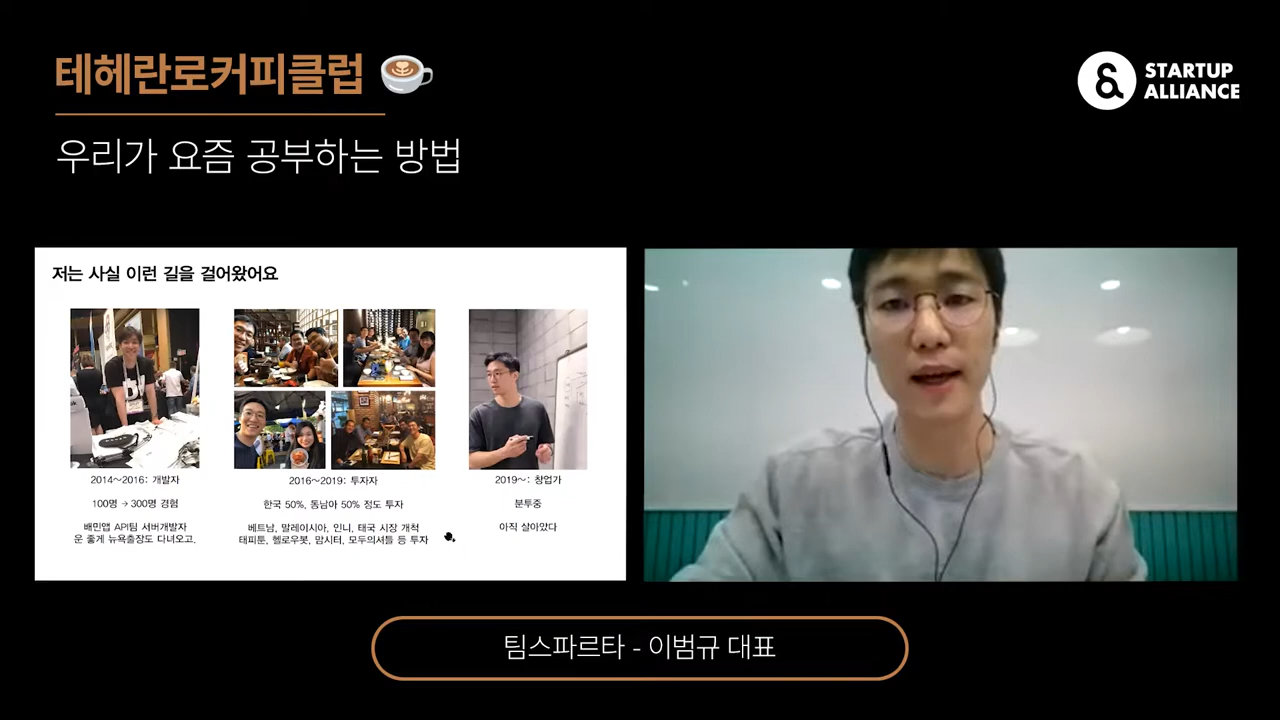 테헤란로커피클럽
STARTUP
ALLIANCE
우리가 요즘 공부하는 방법
저는 사실 이런 길을 걸어왔어요
2014~2016: 개발자
100명 → 300명 경험
배민앱 API팀 서버개발자
운 좋게 뉴욕출장도 다녀오고.
2016~2019: 투자자
한국 50%, 동남아 50% 정도 투자
베트남, 말레이시아, 인니, 태국 시장 개척
태피툰, 헬로우봇, 맘시터, 모두의셔틀 등 투자
2019~: 창업가
분투중
아직 살아있다
팀스파르타 - 이범규 대표